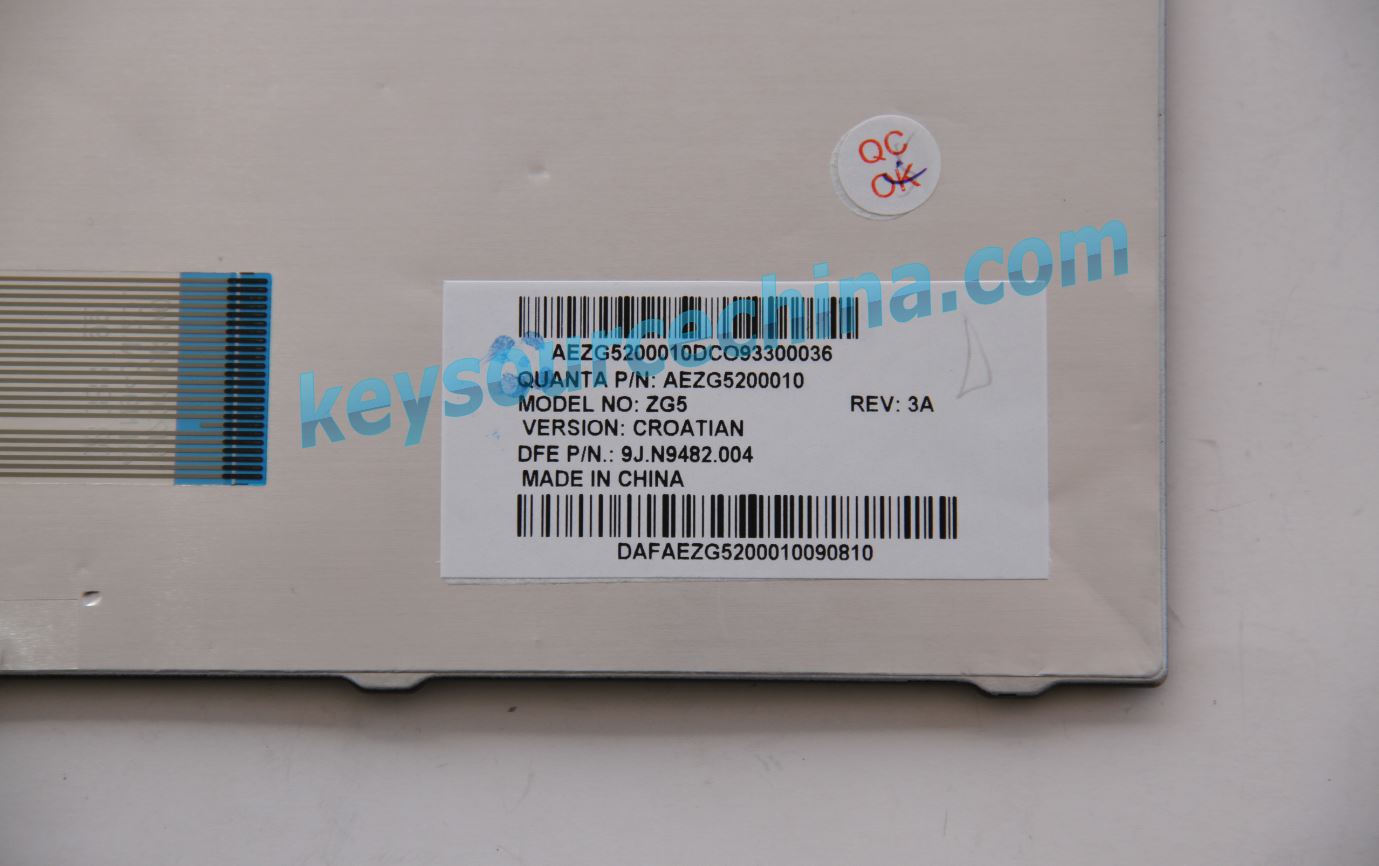 QC
OK
keysourcechina.com
AEZG5200010DCO93300036
QUANTA P/N: AEZG5200010
MODEL NO: ZG5 REV: 3A
VERSION: CROATIAN
DFE P/N.: 9J.N9482.004
MADE IN CHINA
DAFAEZG5200010090810